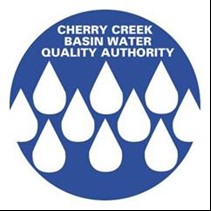 CHERRY CREEK
BASIN WATER
QUALITY AUTHORITY